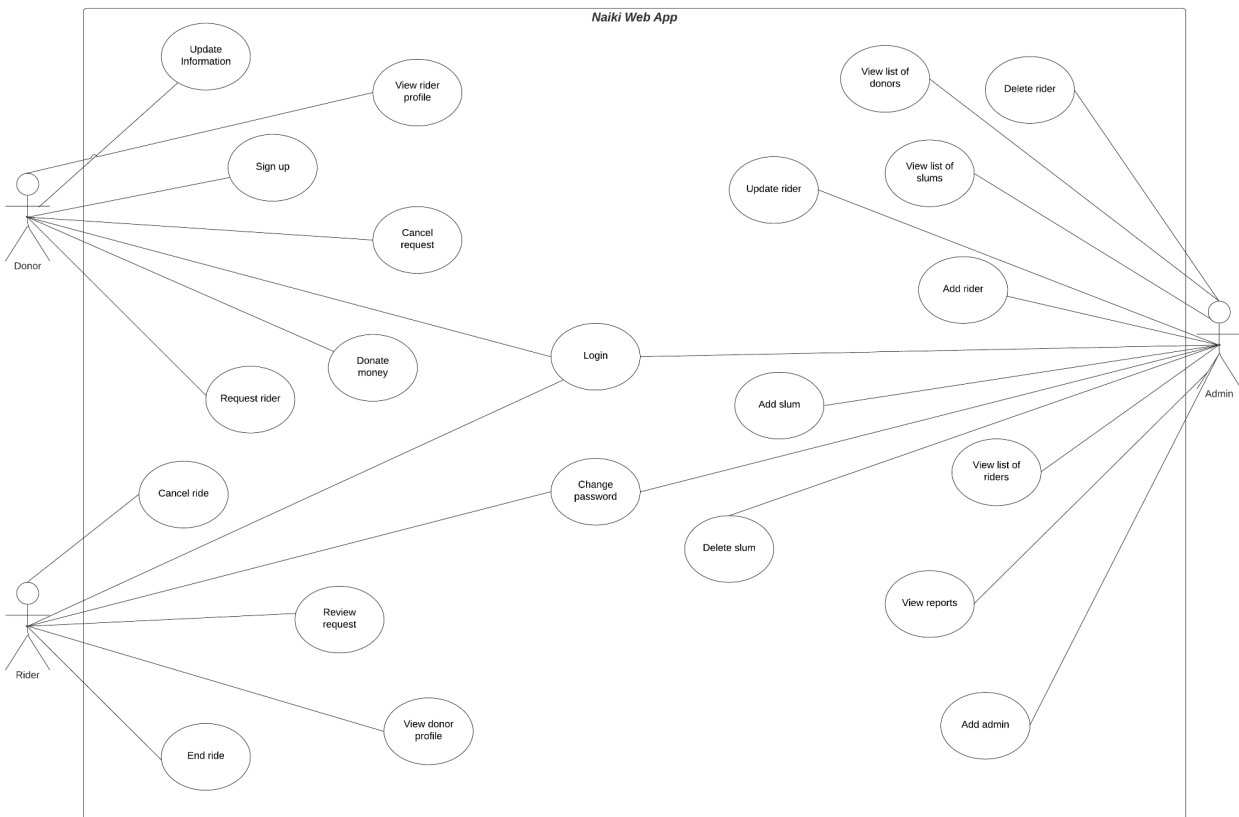 Naiki Web App
Update
Information
View rider
profile
Sign up
Cancel
request
Donate
money
Request rider
Donor
View list of
donors
Delete rider
View list of
slums
Update rider
Add rider
Login
Add slum
Admin
View list of
riders
Change
password
Delete slum
Cancel ride
View reports
Review
request
Rider
View donor
profile
End ride
Add admin